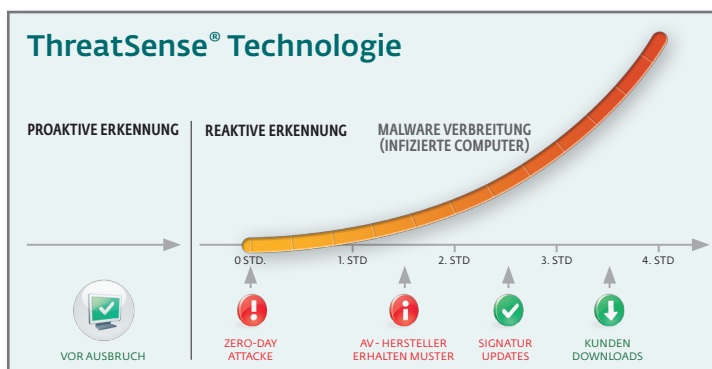 ThreatSense® Technologie
PROAKTIVE ERKENNUNG
REAKTIVE ERKENNUNG
MALWARE VERBREITUNG
(INFIZIERTE COMPUTER)
0 STD.
1. STD
2. STD
3. STD
4. STD
VOR AUSBRUCH
ZERO-DAY
ATTACKE
AV - HERSTELLER
ERHALTEN MUSTER
SIGNATUR
UPDATES
KUNDEN
DOWNLOADS